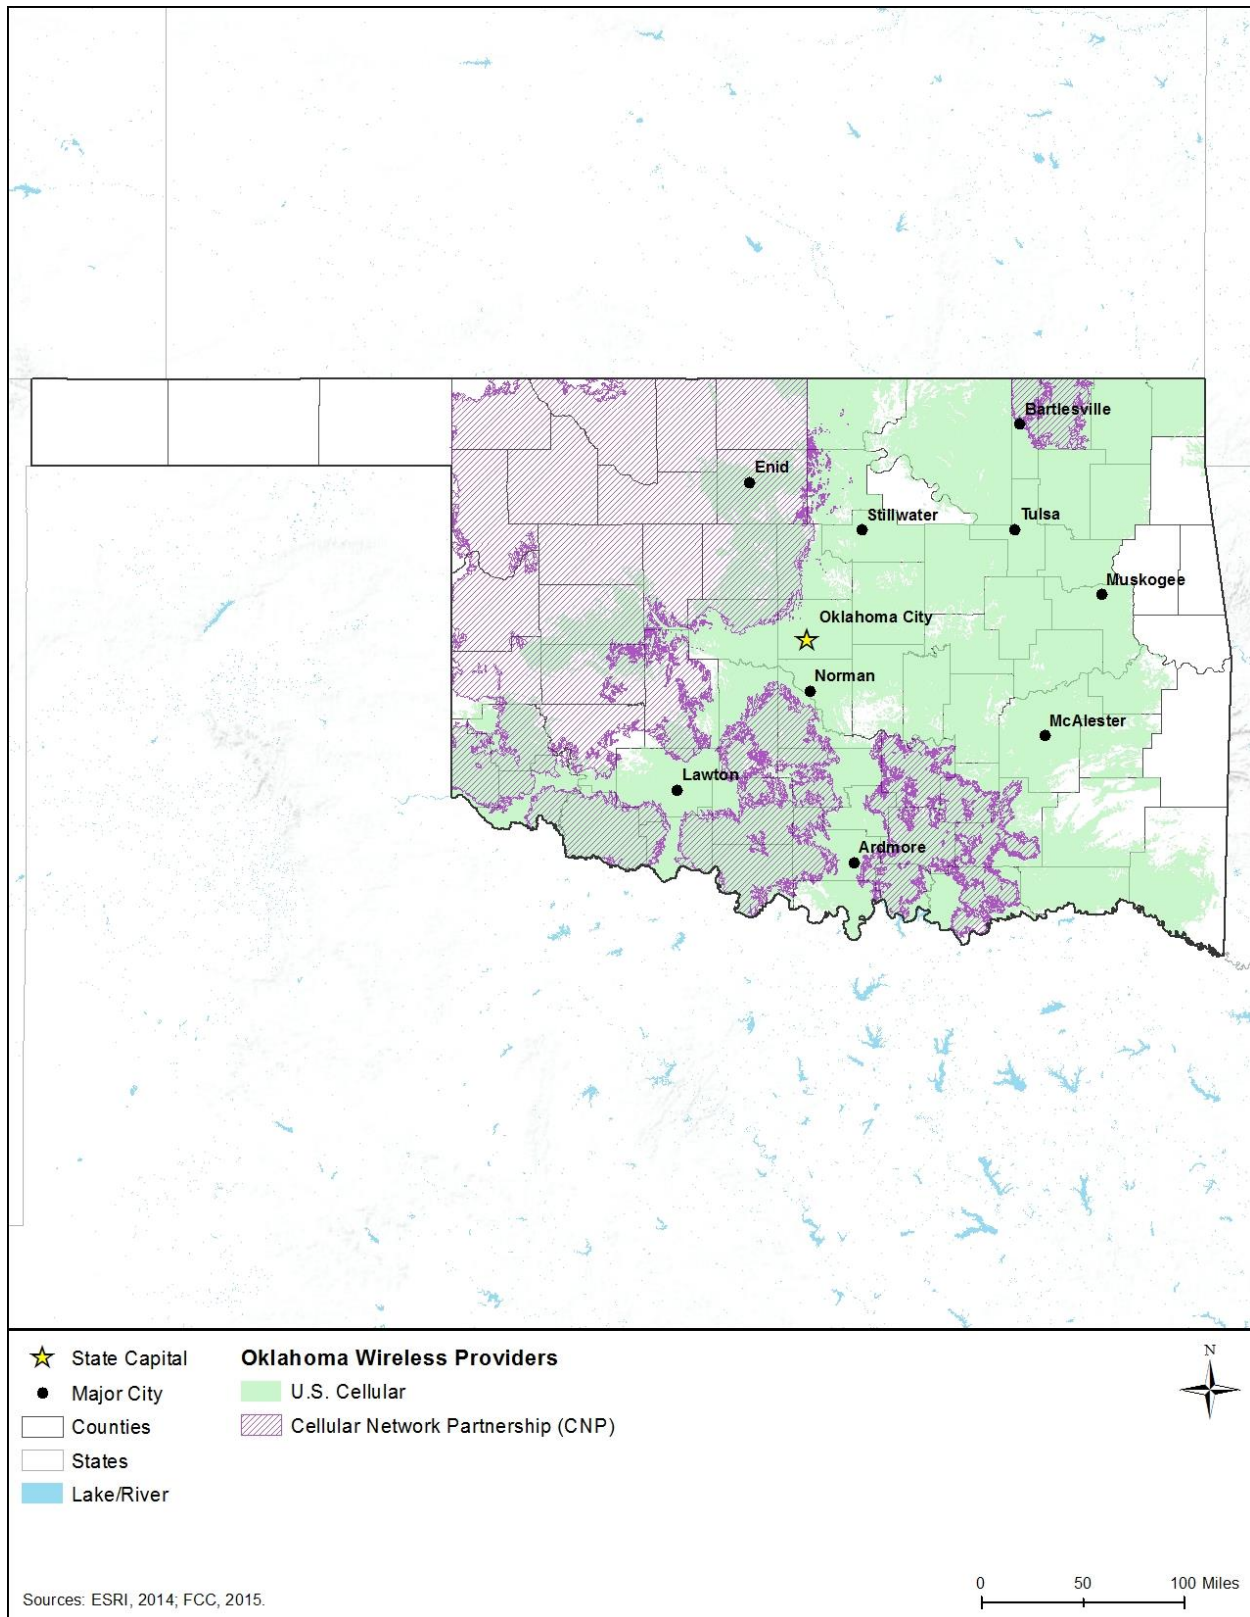 Bartlesville
Enid
Stillwater
Tulsa
Muskogee
Oklahoma City
Norman
McAlester
Lawton
Ardmore
State Capital
Major City
Counties
States
Lake/River
Oklahoma Wireless Providers
U.S. Cellular
Cellular Network Partnership (CNP)
N
Sources: ESRI, 2014; FCC, 2015.
0 50 100 Miles